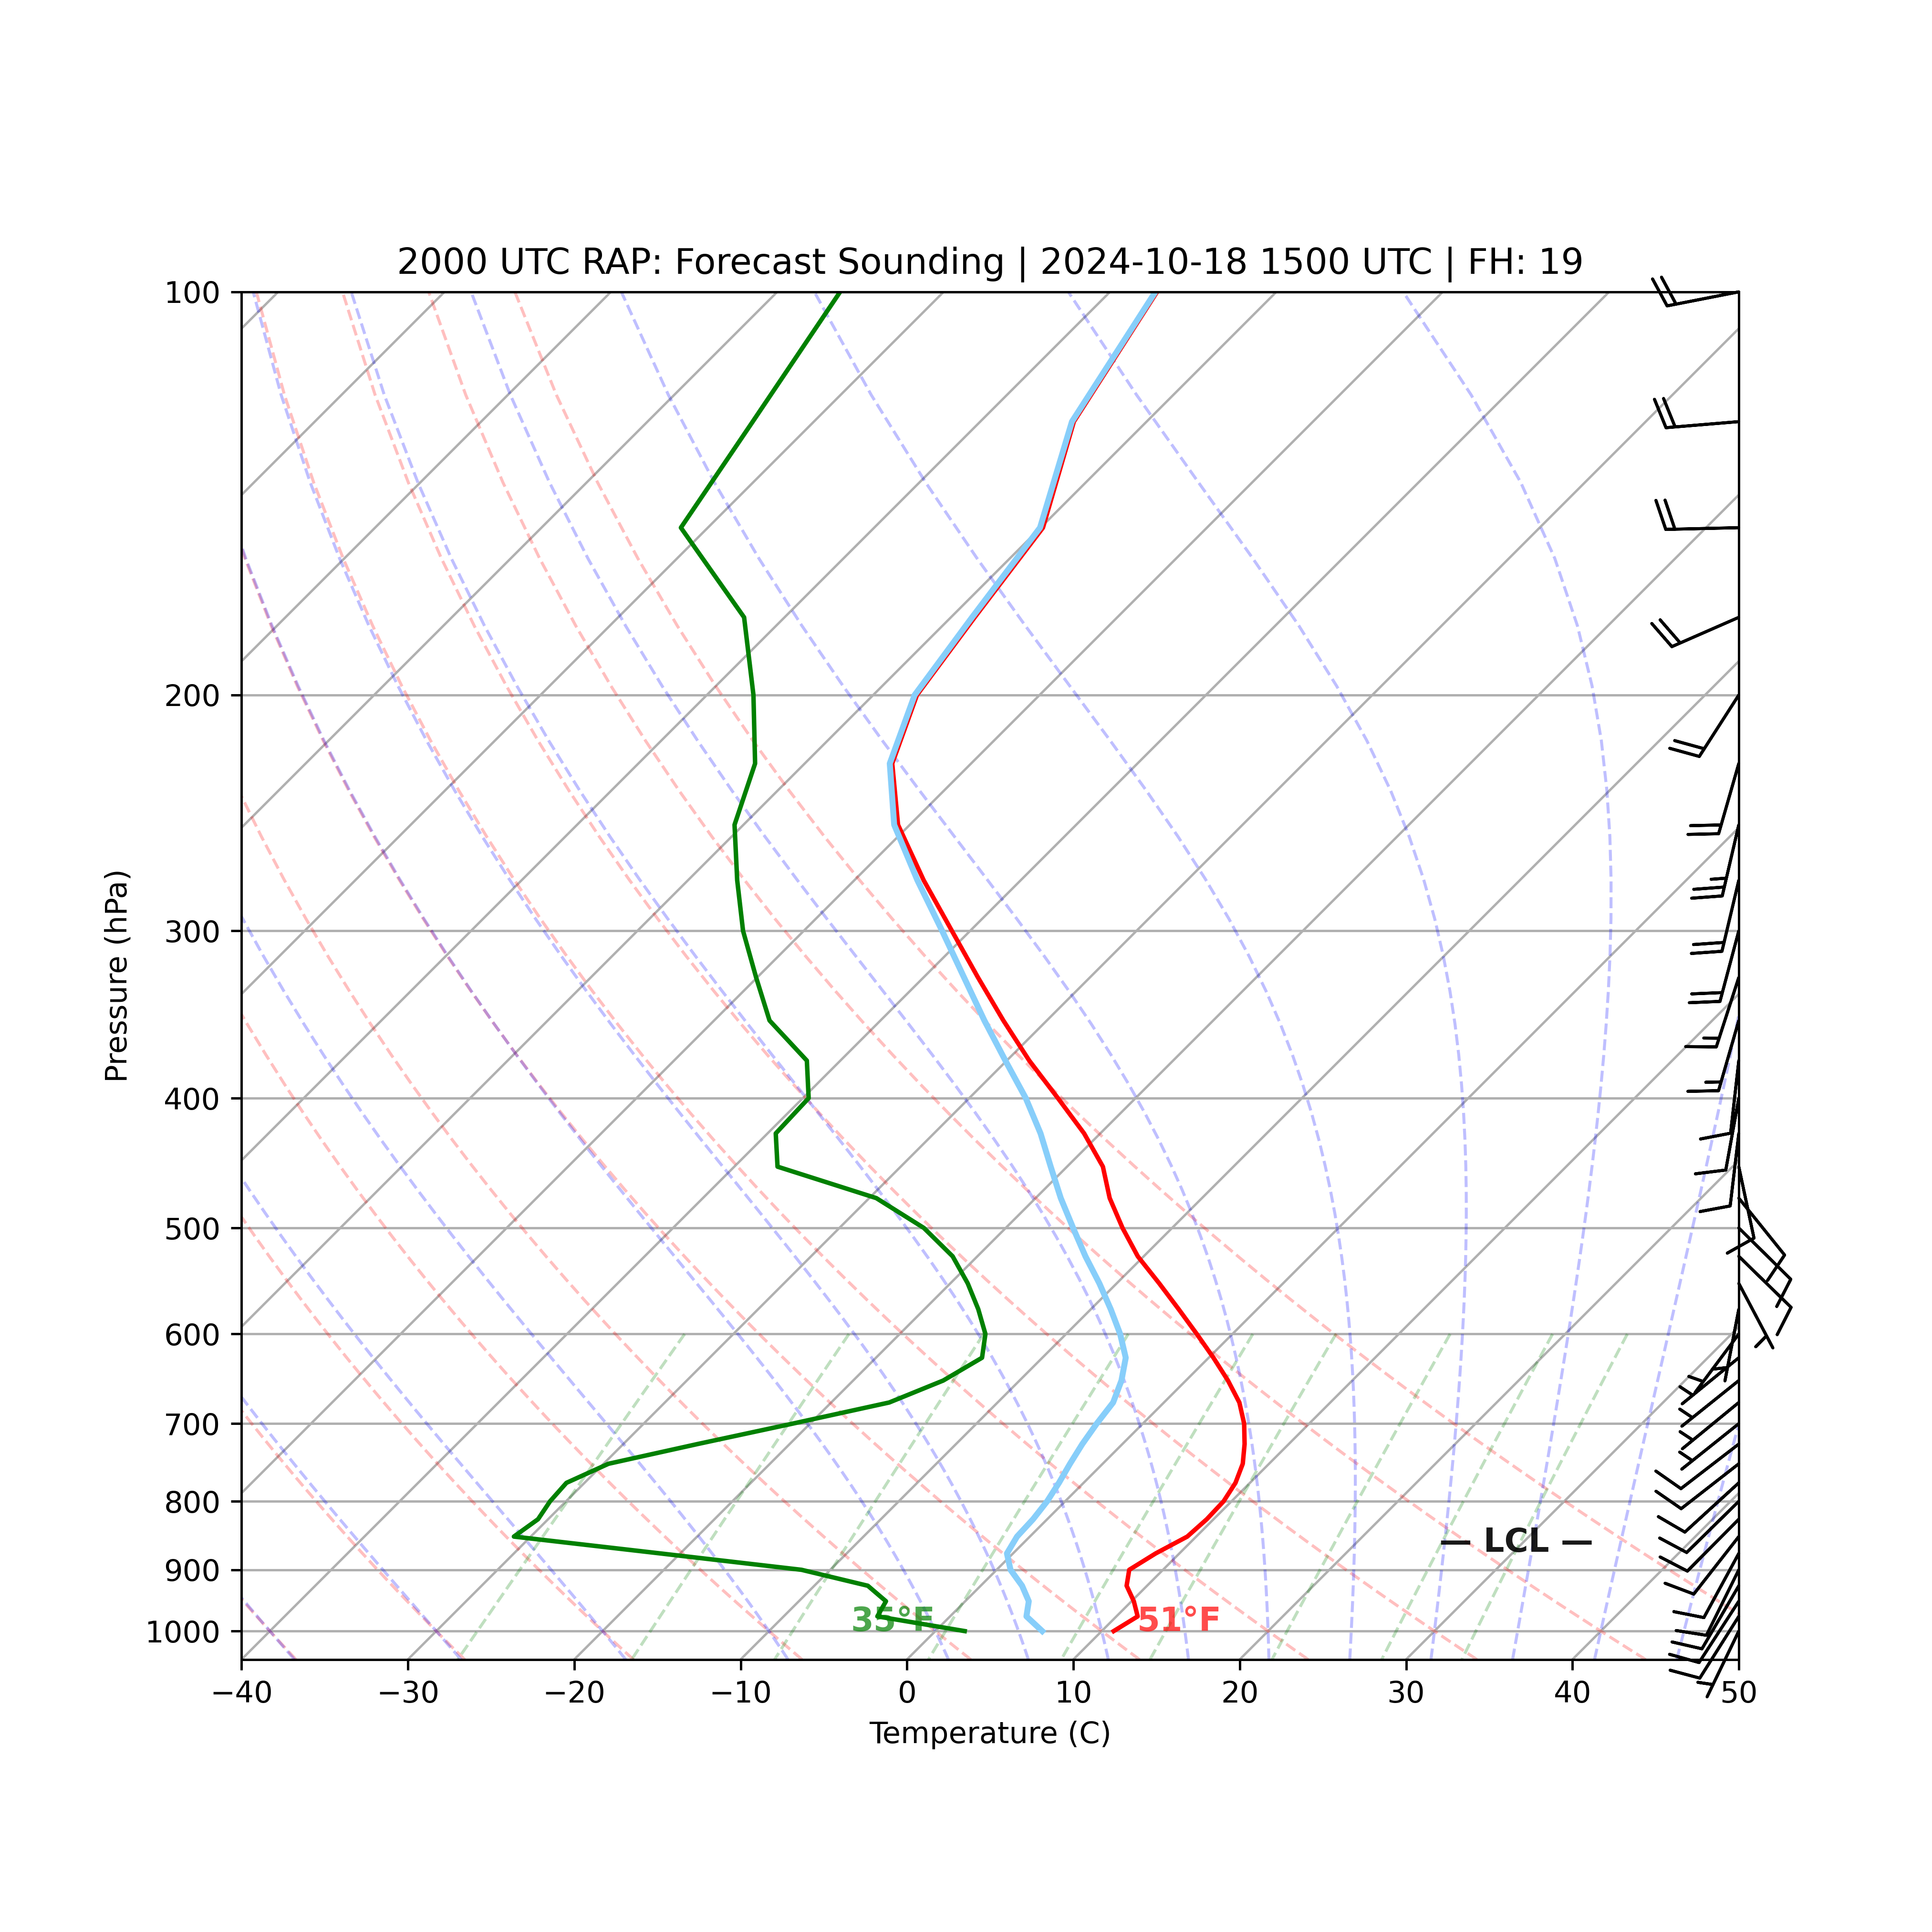 2000 UTC RAP: Forecast Sounding | 2024-10-18 1500 UTC | FH: 19
100
200
300
400
500
600
700
800
900
1000
Pressure (hPa)
— LCL —
35°F
51°F
−40 −30 −20 −10 0 10 20 30 40 50
Temperature (C)